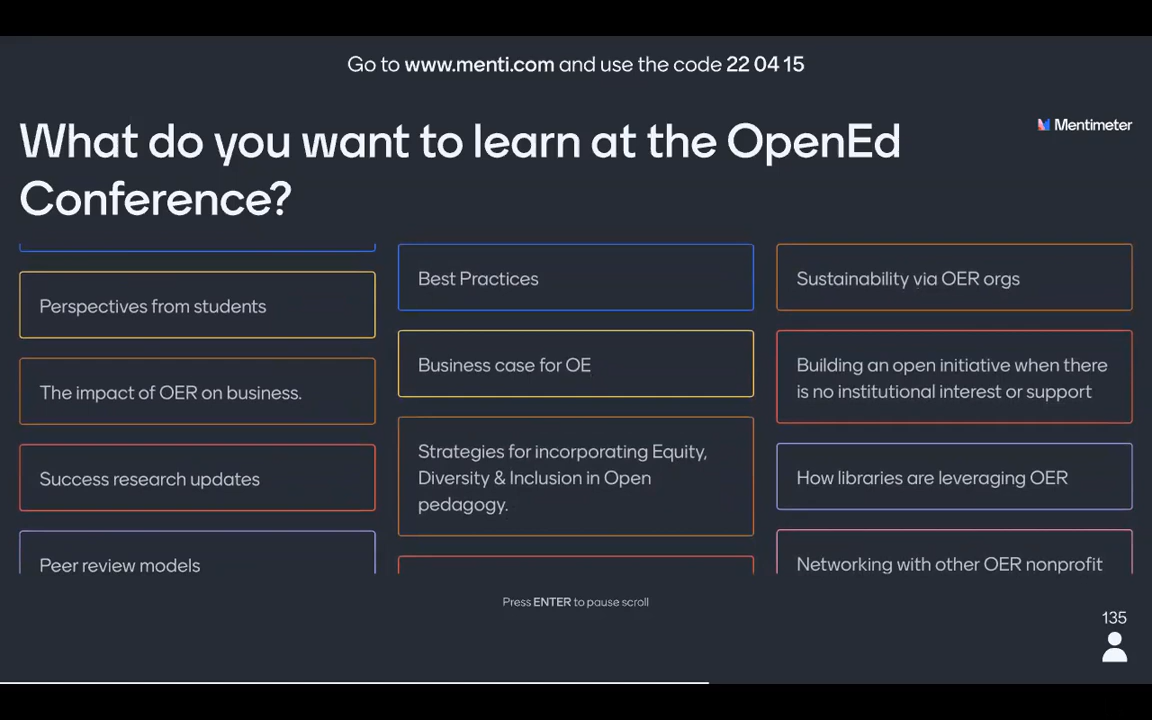 Go to www.menti.com and use the code 22 04 15
What do you want to learn at the OpenEd
Conference?
Mentimeter
Perspectives from students
The impact of OER on business.
Success research updates
Peer review models
Best Practices
Business case for OE
Strategies for incorporating Equity,
Diversity & Inclusion in Open
pedagogy.
Sustainability via OER orgs
Building an open initiative when there
is no institutional interest or support
How libraries are leveraging OER
Networking with other OER nonprofit
Press ENTER to pause scroll
135